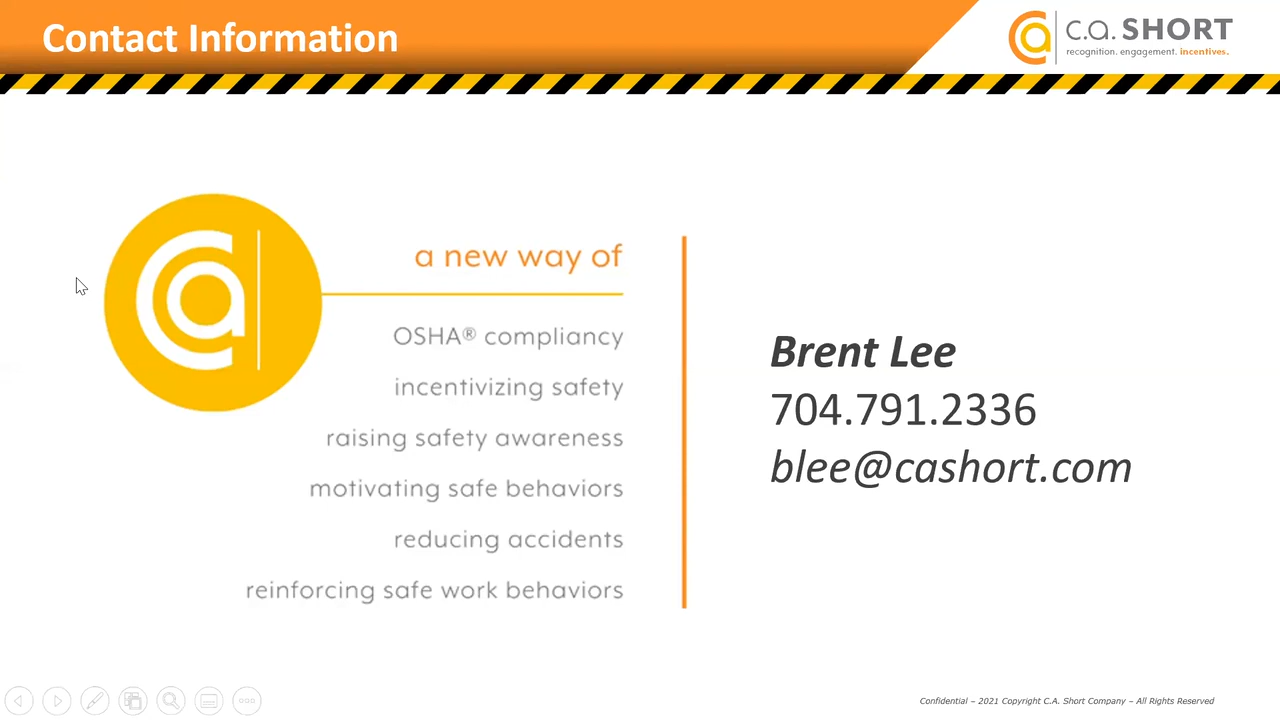 Contact Information
c.a. SHORT
recognition. engagement. incentives.
ca
a new way of
OSHA® compliancy
incentivizing safety
raising safety awareness
motivating safe behaviors
reducing accidents
reinforcing safe work behaviors
Brent Lee
704.791.2336
blee@cashort.com
Confidential – 2021 Copyright C.A. Short Company – All Rights Reserved